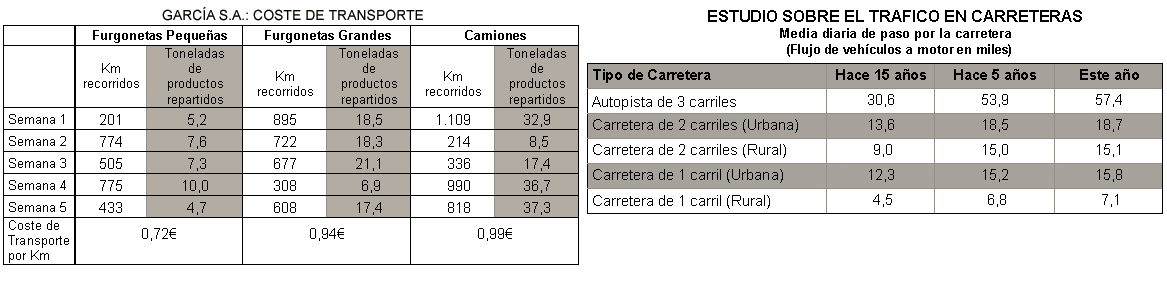 GARCÍA S.A.: COSTE DE TRANSPORTE
Furgonetas Pequeñas Furgonetas Grandes Camiones
Km recorridos Toneladas de productos repartidos Km recorridos Toneladas de productos repartidos Km recorridos Toneladas de productos repartidos
Semana 1 201 5,2 895 18,5 1.109 32,9
Semana 2 774 7,6 722 18,3 214 8,5
Semana 3 505 7,3 677 21,1 336 17,4
Semana 4 775 10,0 308 6,9 990 36,7
Semana 5 433 4,7 608 17,4 818 37,3
Coste de Transporte por Km 0,72€ 0,94€ 0,99€
ESTUDIO SOBRE EL TRAFICO EN CARRETERAS
Media diaria de paso por la carretera
(Flujo de vehículos a motor en miles)
Tipo de Carretera Hace 15 años Hace 5 años Este año
Autopista de 3 carriles 30,6 53,9 57,4
Carretera de 2 carriles (Urbana) 13,6 18,5 18,7
Carretera de 2 carriles (Rural) 9,0 15,0 15,1
Carretera de 1 carril (Urbana) 12,3 15,2 15,8
Carretera de 1 carril (Rural) 4,5 6,8 7,1